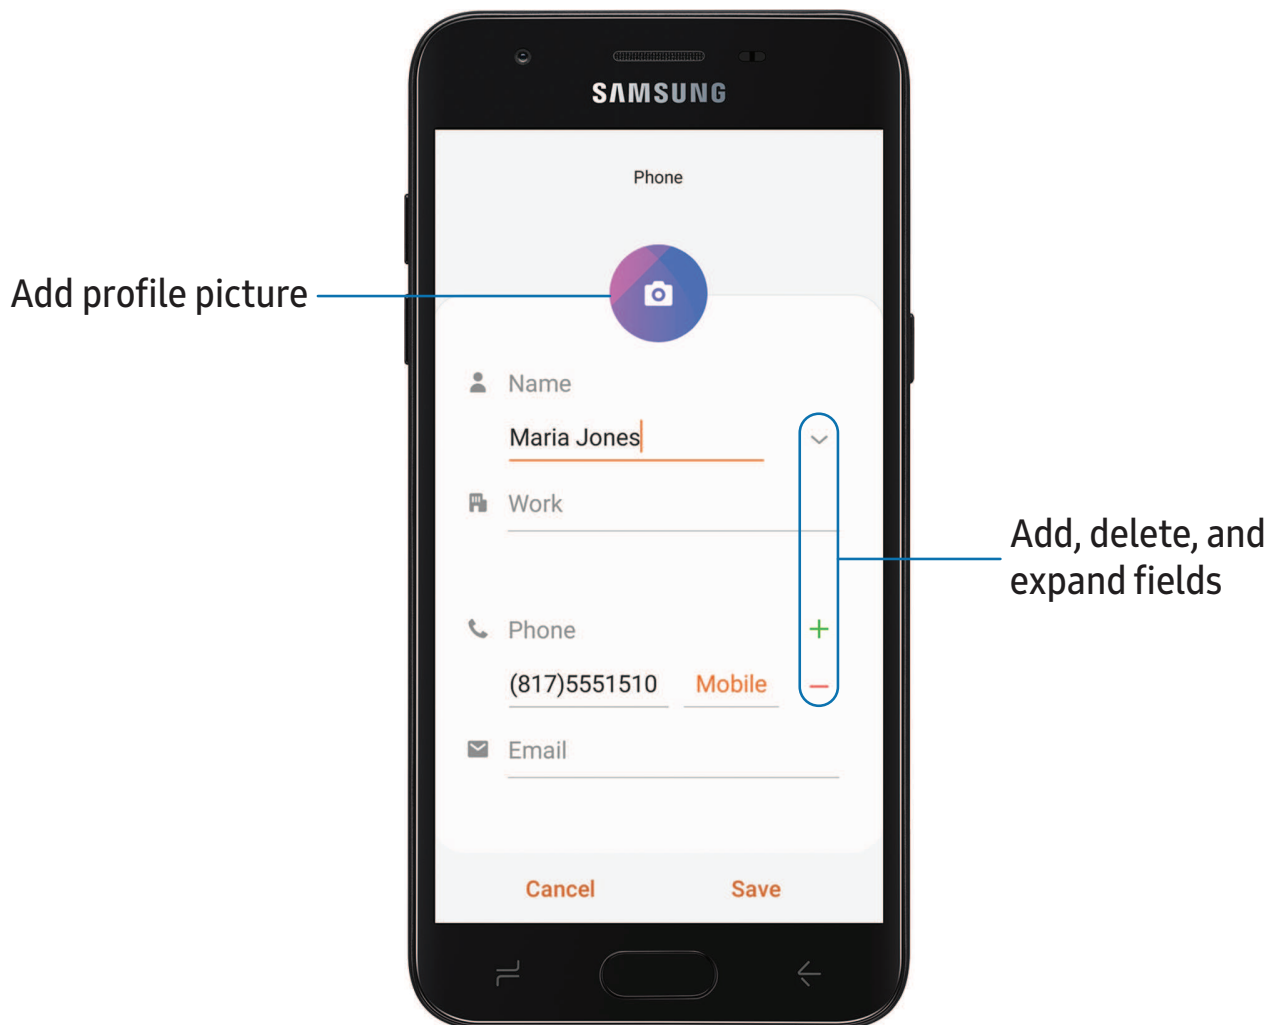 SAMSUNG
Phone
Add profile picture
Name
Maria Jones
Work
Add, delete, and
expand fields
Phone
(817)5551510 Mobile
Email
Cancel Save